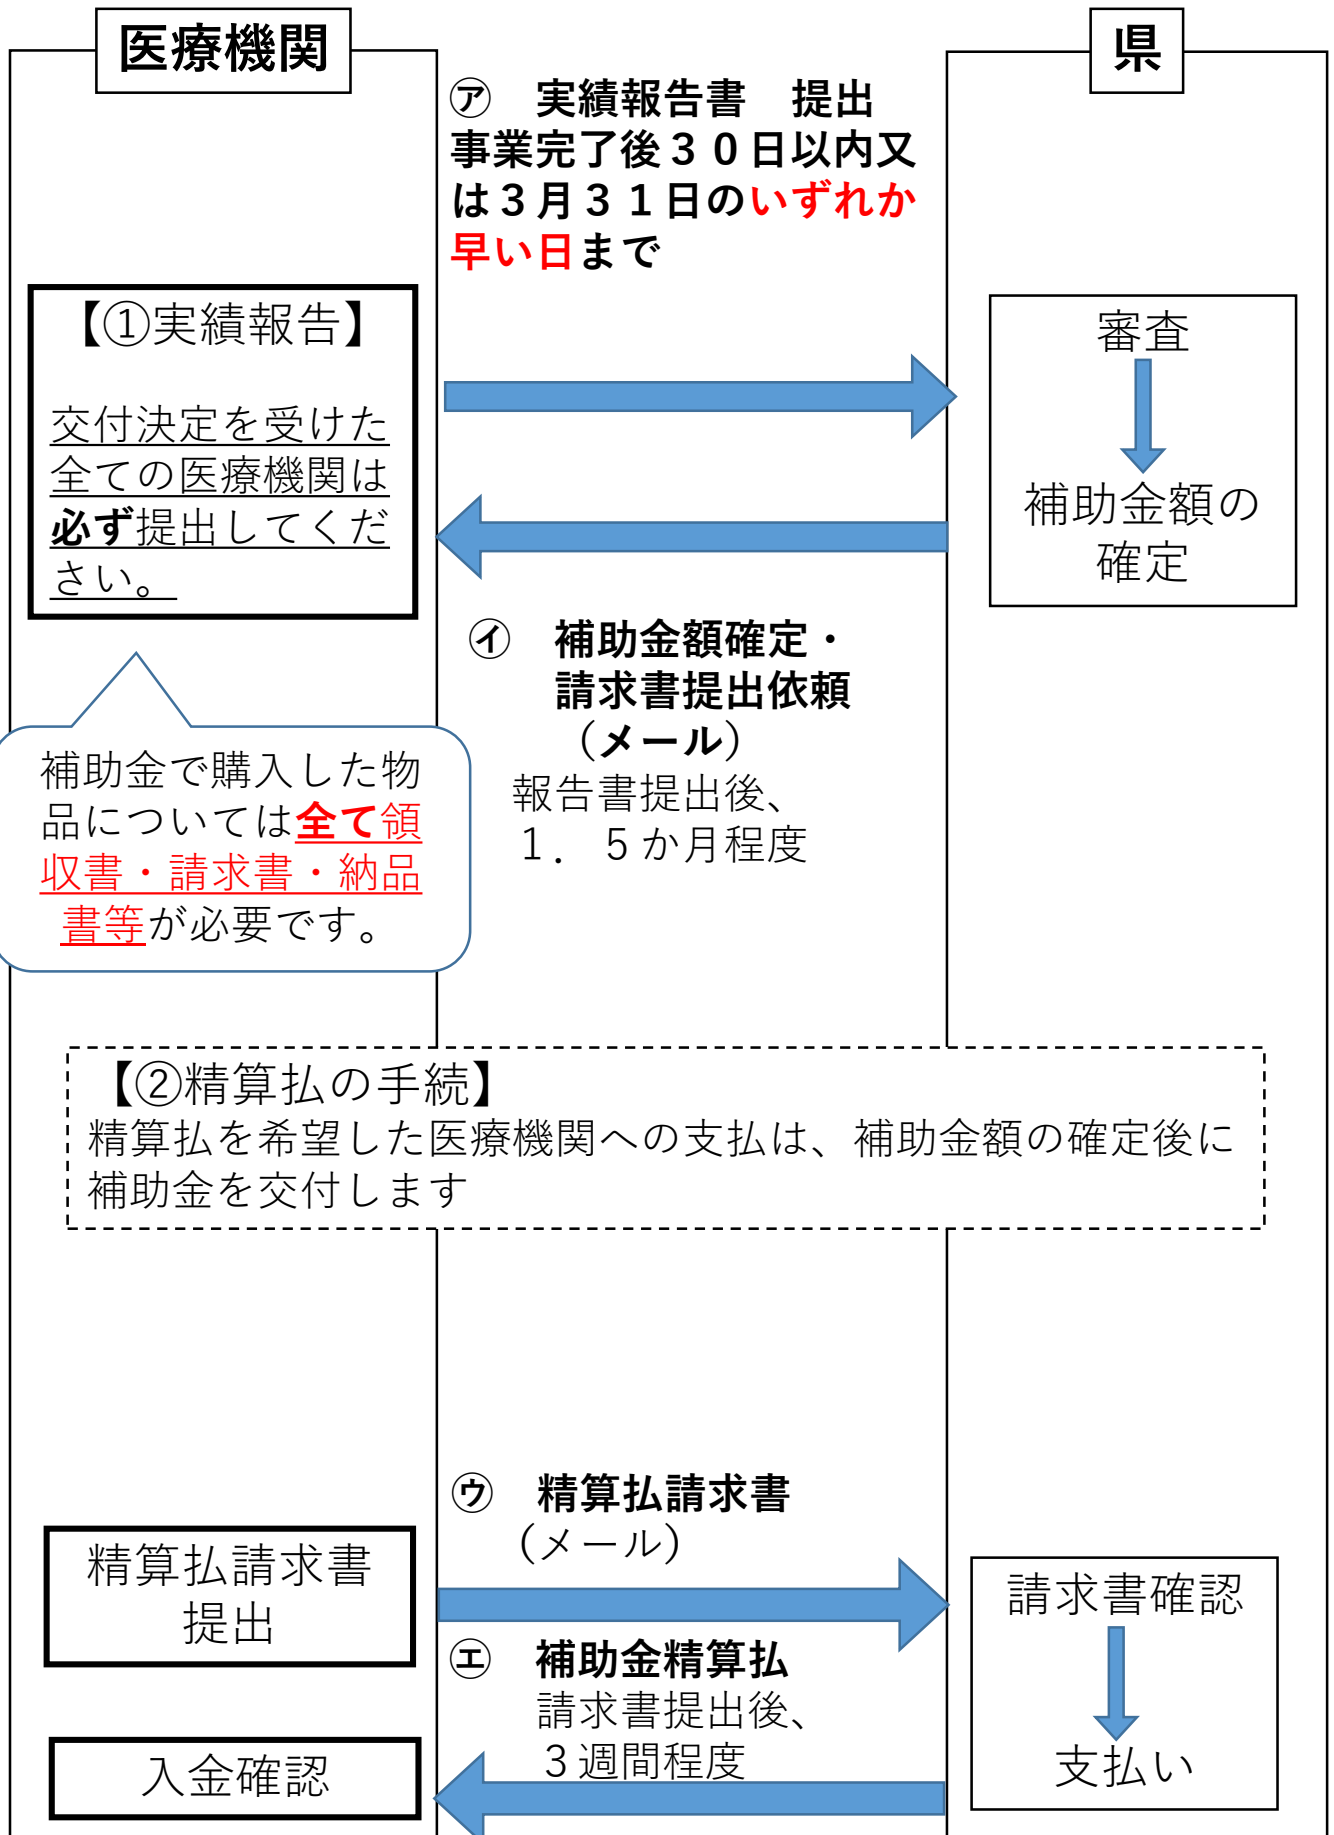 医療機関
県
㋐　実績報告書　提出
事業完了後３０日以内又
は３月３１日のいずれか
早い日まで
【①実績報告】
交付決定を受けた
全ての医療機関は
必ず提出してくだ
さい。
審査
補助金額の
確定
㋑　補助金額確定・
請求書提出依頼
（メール）
報告書提出後、
１．５か月程度
補助金で購入した物
品については全て領
収書・請求書・納品
書等が必要です。
【②精算払の手続】
精算払を希望した医療機関への支払は、補助金額の確定後に
補助金を交付します
㋒　精算払請求書
（メール）
精算払請求書
提出
請求書確認
支払い
㋓　補助金精算払
請求書提出後、
３週間程度
入金確認